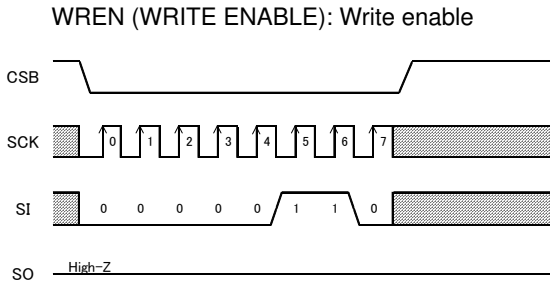 WREN (WRITE ENABLE): Write enable
CSB
SCK 0 1 2 3 4 5 6 7
SI 0 0 0 0 0 1 1 0
SO High-Z